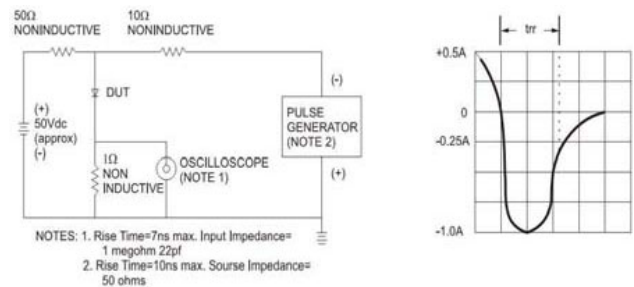 50Ω
NONINDUCTIVE
10Ω
NONINDUCTIVE
DUT
(+)
50Vdc
(approx)
(-)
1Ω
NON
INDUCTIVE
OSCILLOSCOPE
(NOTE 1)
(-)
PULSE
GENERATOR
(NOTE 2)
(+)
NOTES: 1. Rise Time=7ns max. Input Impedance=
1 megohm 22pf
2. Rise Time=10ns max. Sourse Impedance=
50 ohms
trr
+0.5A
0
-0.25A
-1.0A